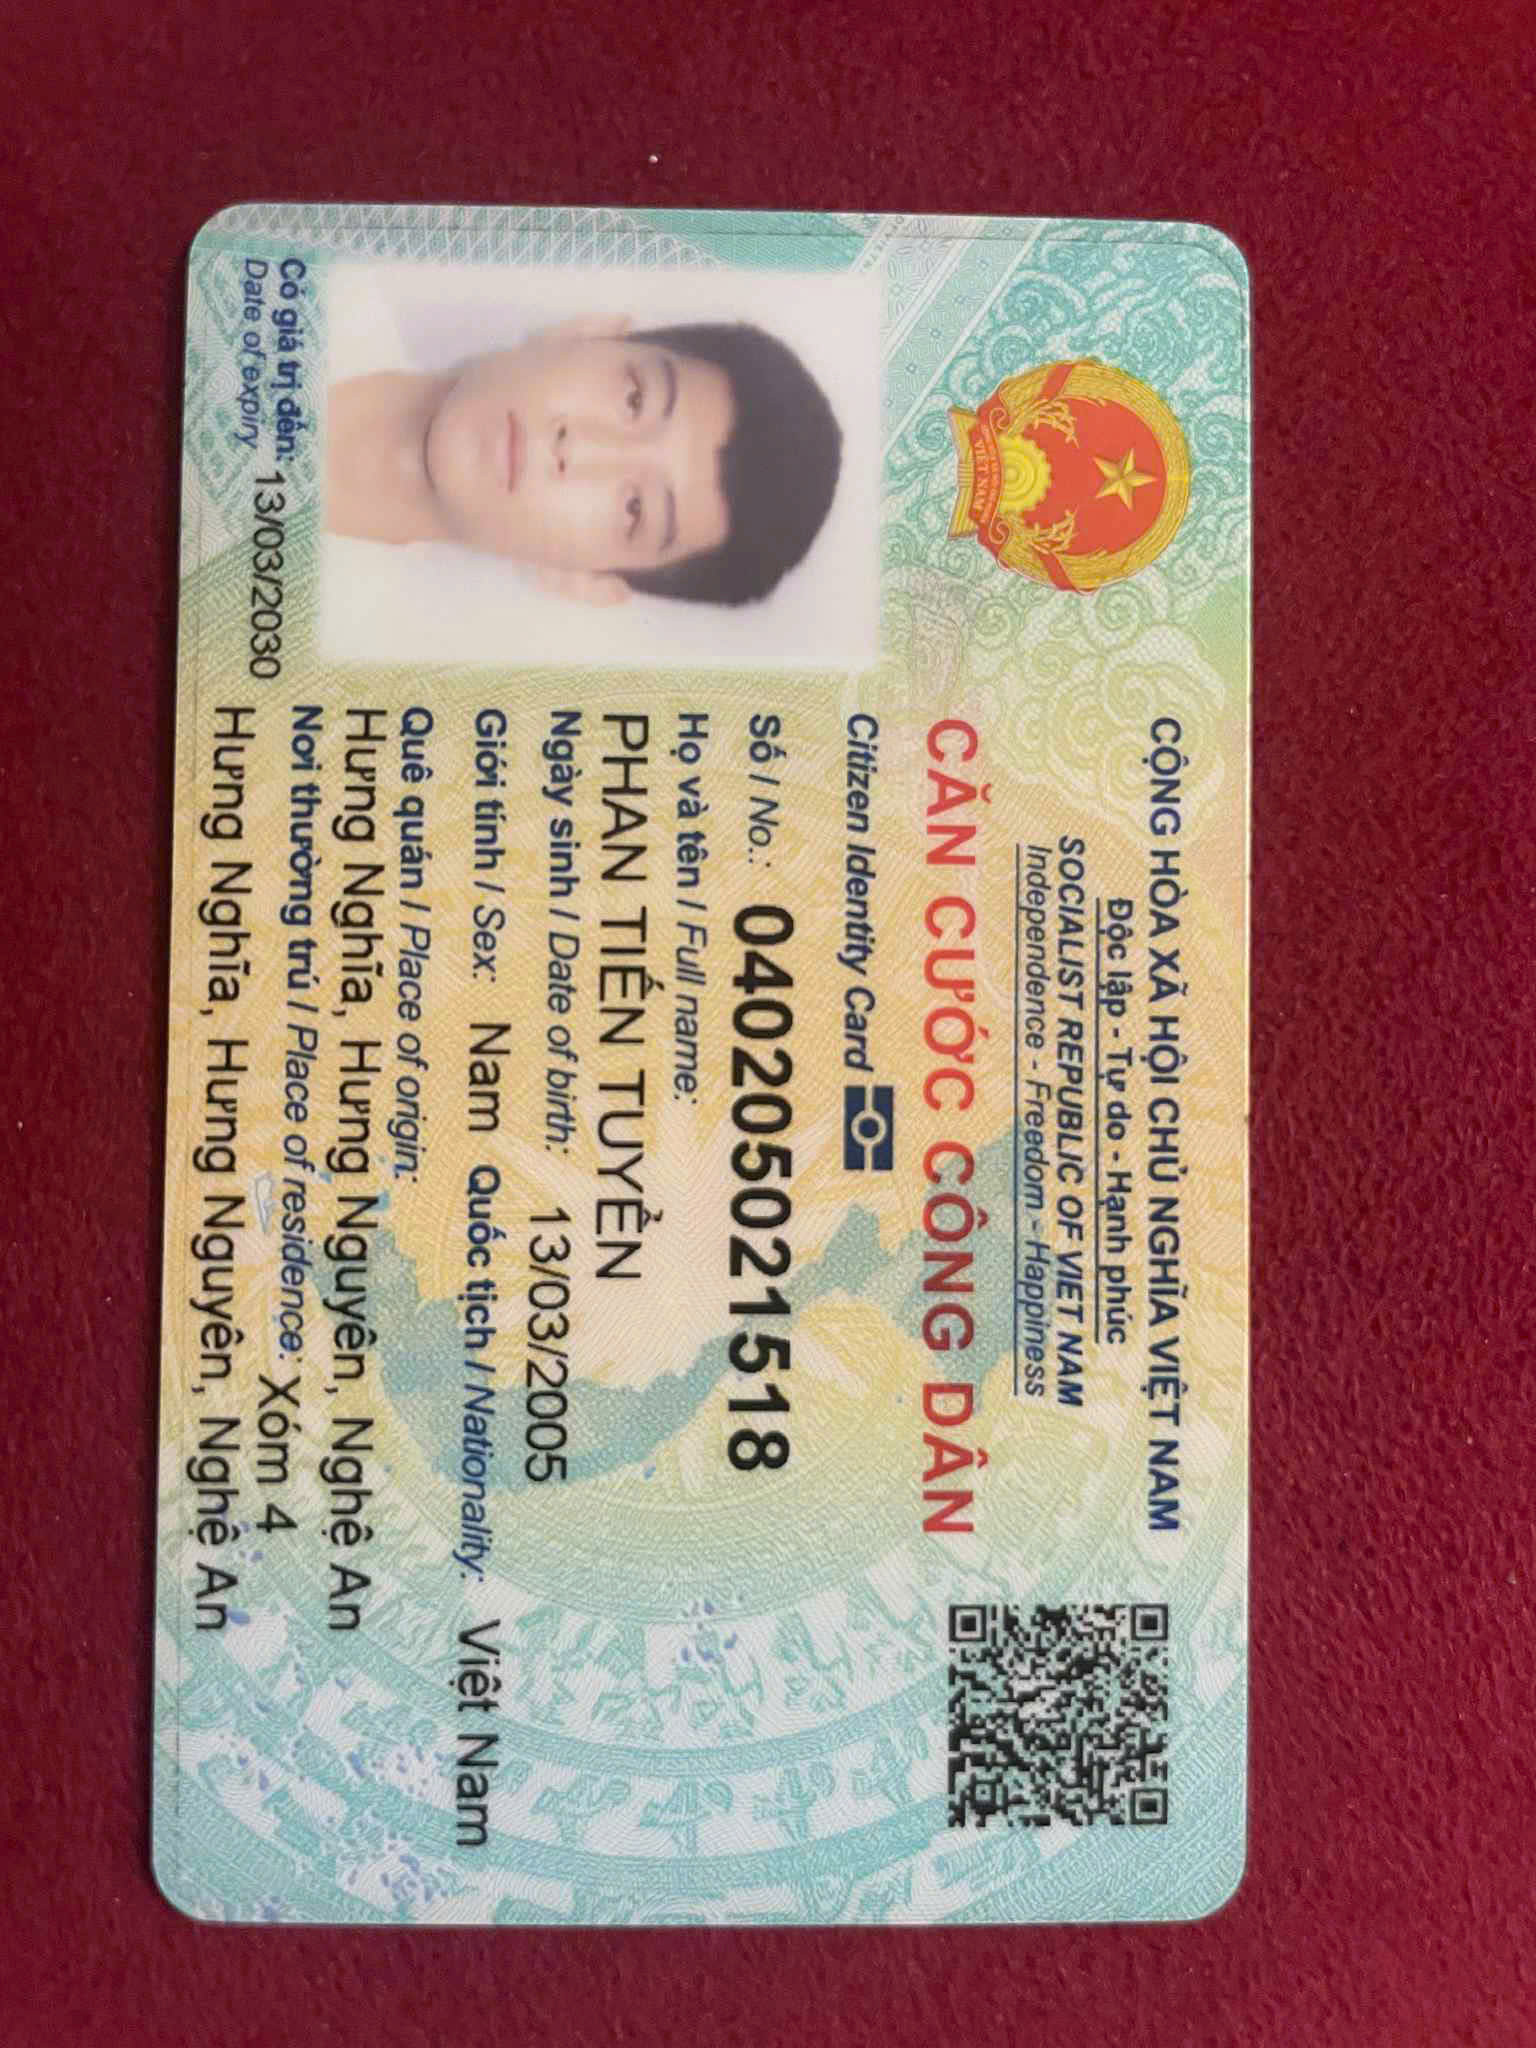 CỘNG HÒA XÃ HỘI CHỦ NGHĨA VIỆT NAM
Độc lập - Tự do - Hạnh phúc
SOCIALIST REPUBLIC OF VIET NAM
Independence - Freedom - Happiness
CĂN CƯỚC CÔNG DÂN
Citizen Identity Card
Số / No.: 040205021518
Họ và tên / Full name:
PHAN TIẾN TUYỂN
Ngày sinh / Date of birth: 13/03/2005
Giới tính / Sex: Nam Quốc tịch / Nationality: Việt Nam
Quê quán / Place of origin:
Hưng Nghĩa, Hưng Nguyên, Nghệ An
Nơi thường trú / Place of residence: Xóm 4
Hưng Nghĩa, Hưng Nguyên, Nghệ An
Có giá trị đến: 13/03/2030
Date of expiry
VIỆT NAM